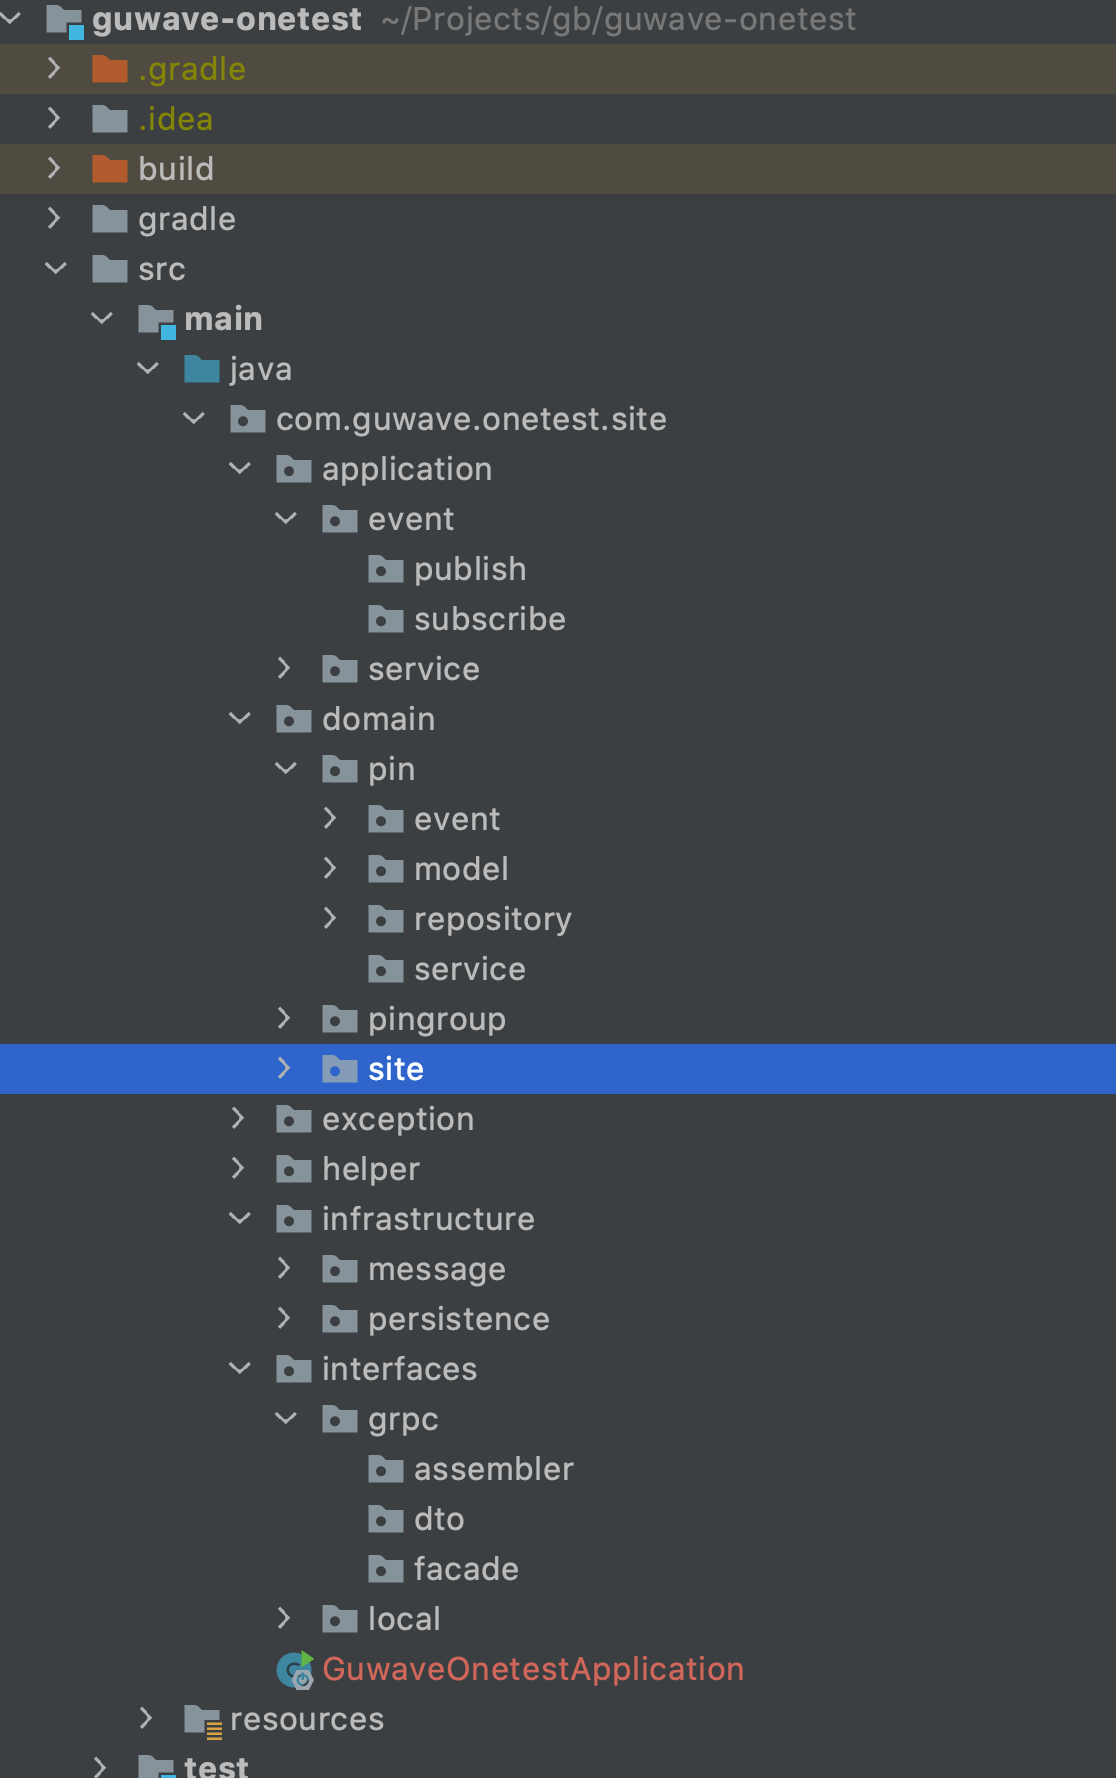 guwave-onetest ~/Projects/gb/guwave-onetest
.gradle
.idea
build
gradle
src
main
java
com.guwave.onetest.site
application
event
publish
subscribe
service
domain
pin
event
model
repository
service
pingroup
site
exception
helper
infrastructure
message
persistence
interfaces
grpc
assembler
dto
facade
local
GuwaveOnetestApplication
resources
test